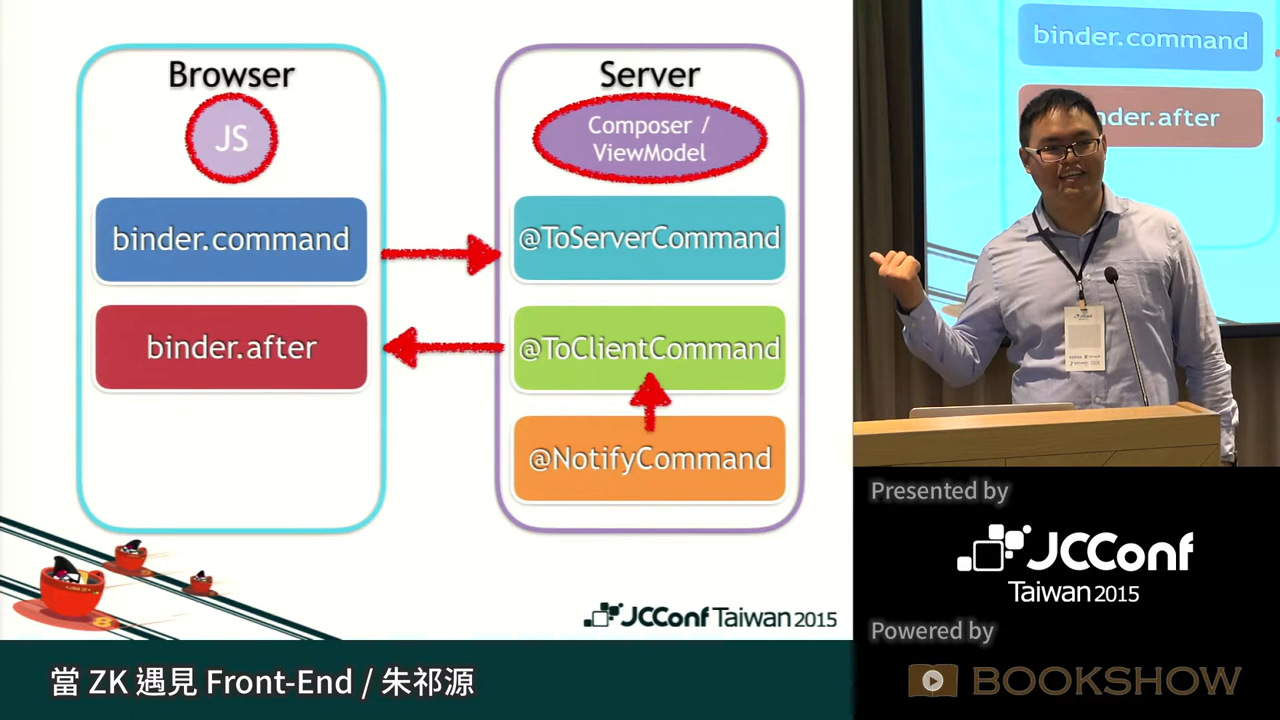 Browser
JS
binder.command
binder.after
Server
Composer /
ViewModel
@ToServerCommand
@ToClientCommand
@NotifyCommand
JCConf Taiwan 2015
binder.command
nder.after
Presented by
JCConf
Taiwan 2015
Powered by
BOOKSHOW
當 ZK 遇見 Front-End / 朱祁源